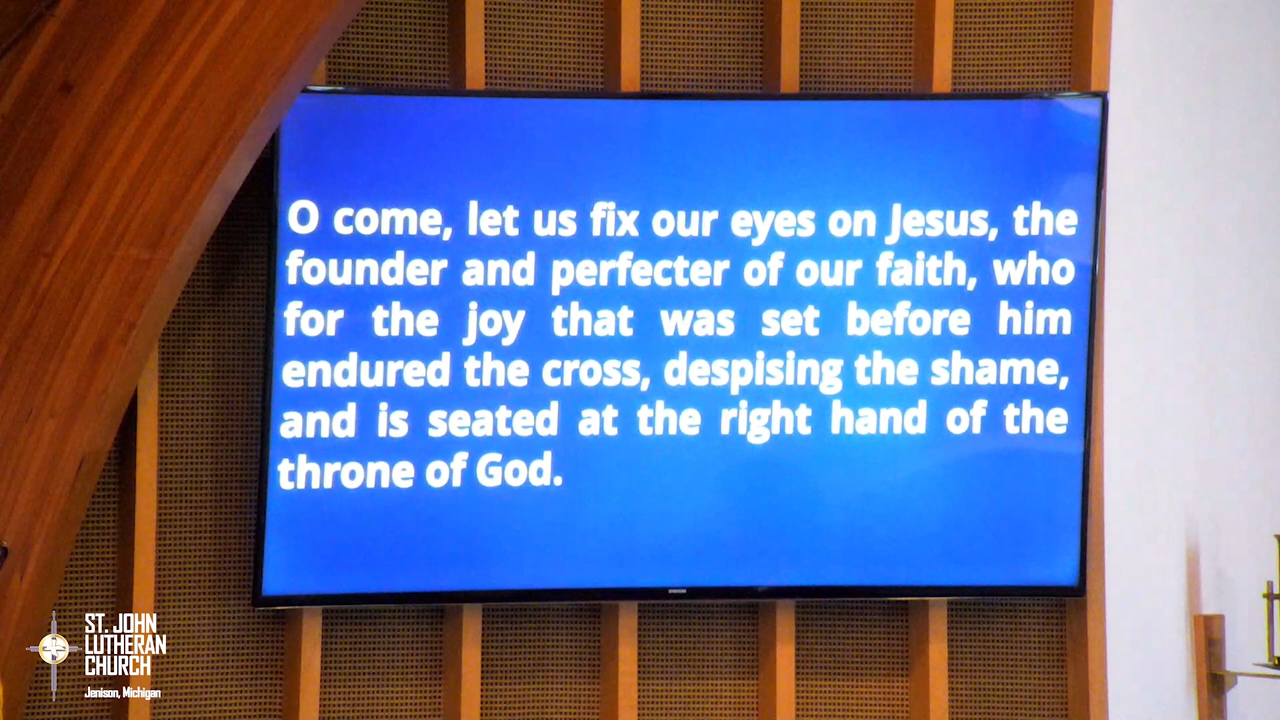 O come, let us fix our eyes on Jesus, the
founder and perfecter of our faith, who
for the joy that was set before him
endured the cross, despising the shame,
and is seated at the right hand of the
throne of God.
SAMSUNG
ST. JOHN
LUTHERAN
CHURCH
Jenison, Michigan